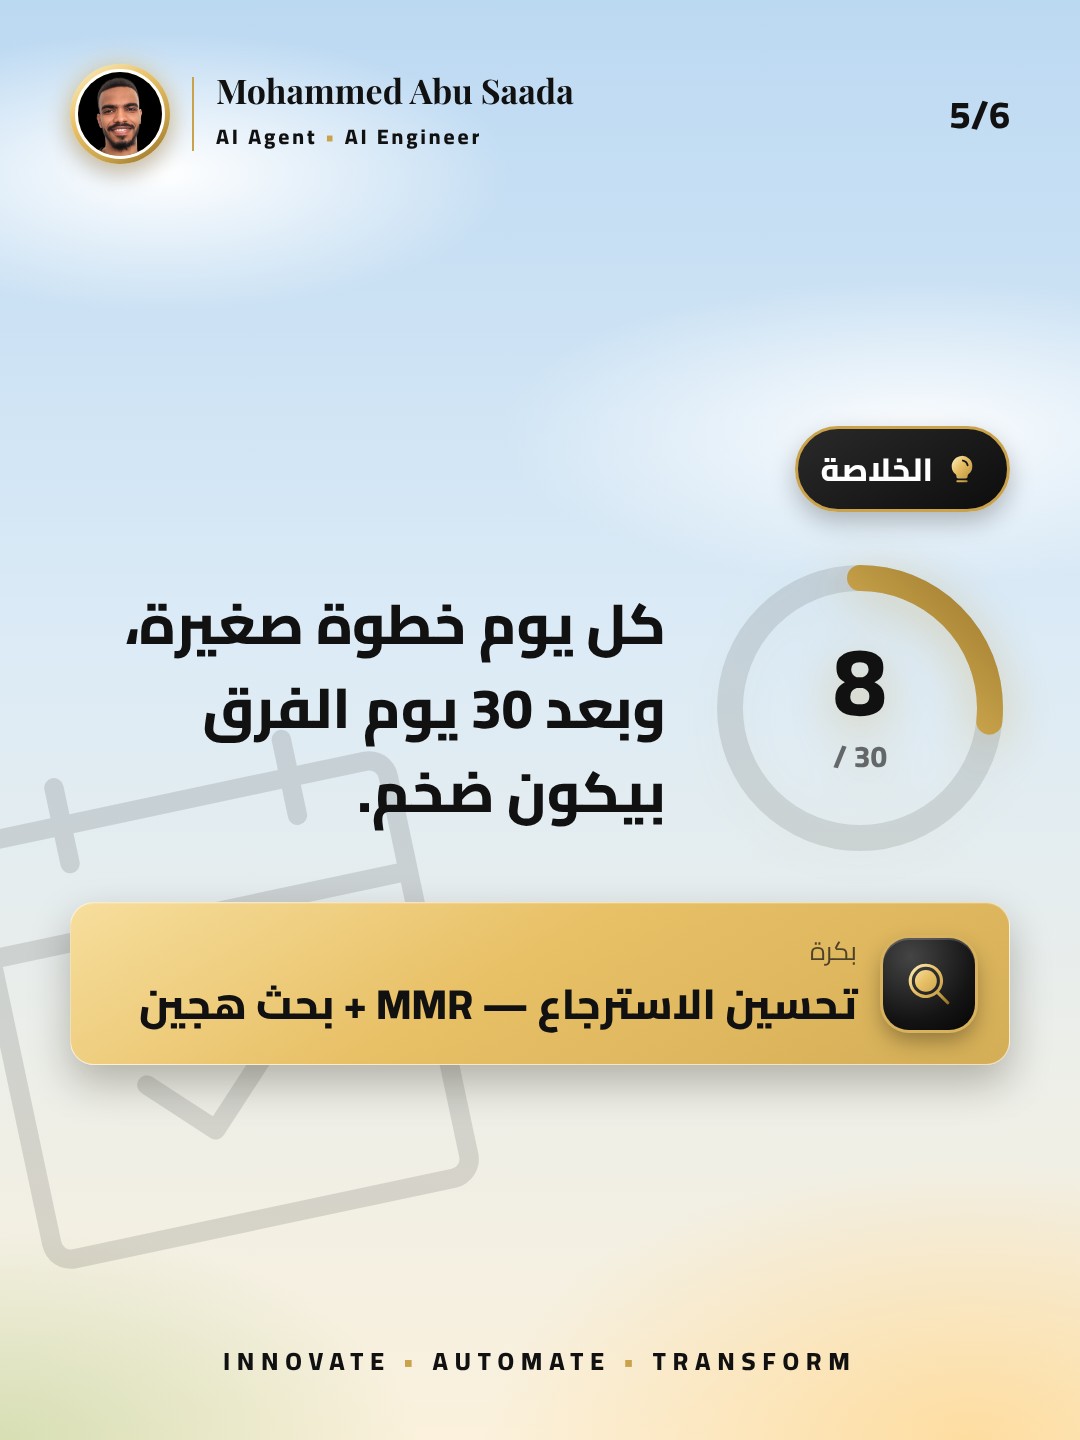 Mohammed Abu Saada
AI Agent ▪ AI Engineer
5/6
الخلاصة
8
/ 30
كل يوم خطوة صغيرة،
وبعد 30 يوم الفرق
بيكون ضخم.
بكرة
تحسين الاسترجاع — MMR + بحث هجين
INNOVATE ▪ AUTOMATE ▪ TRANSFORM